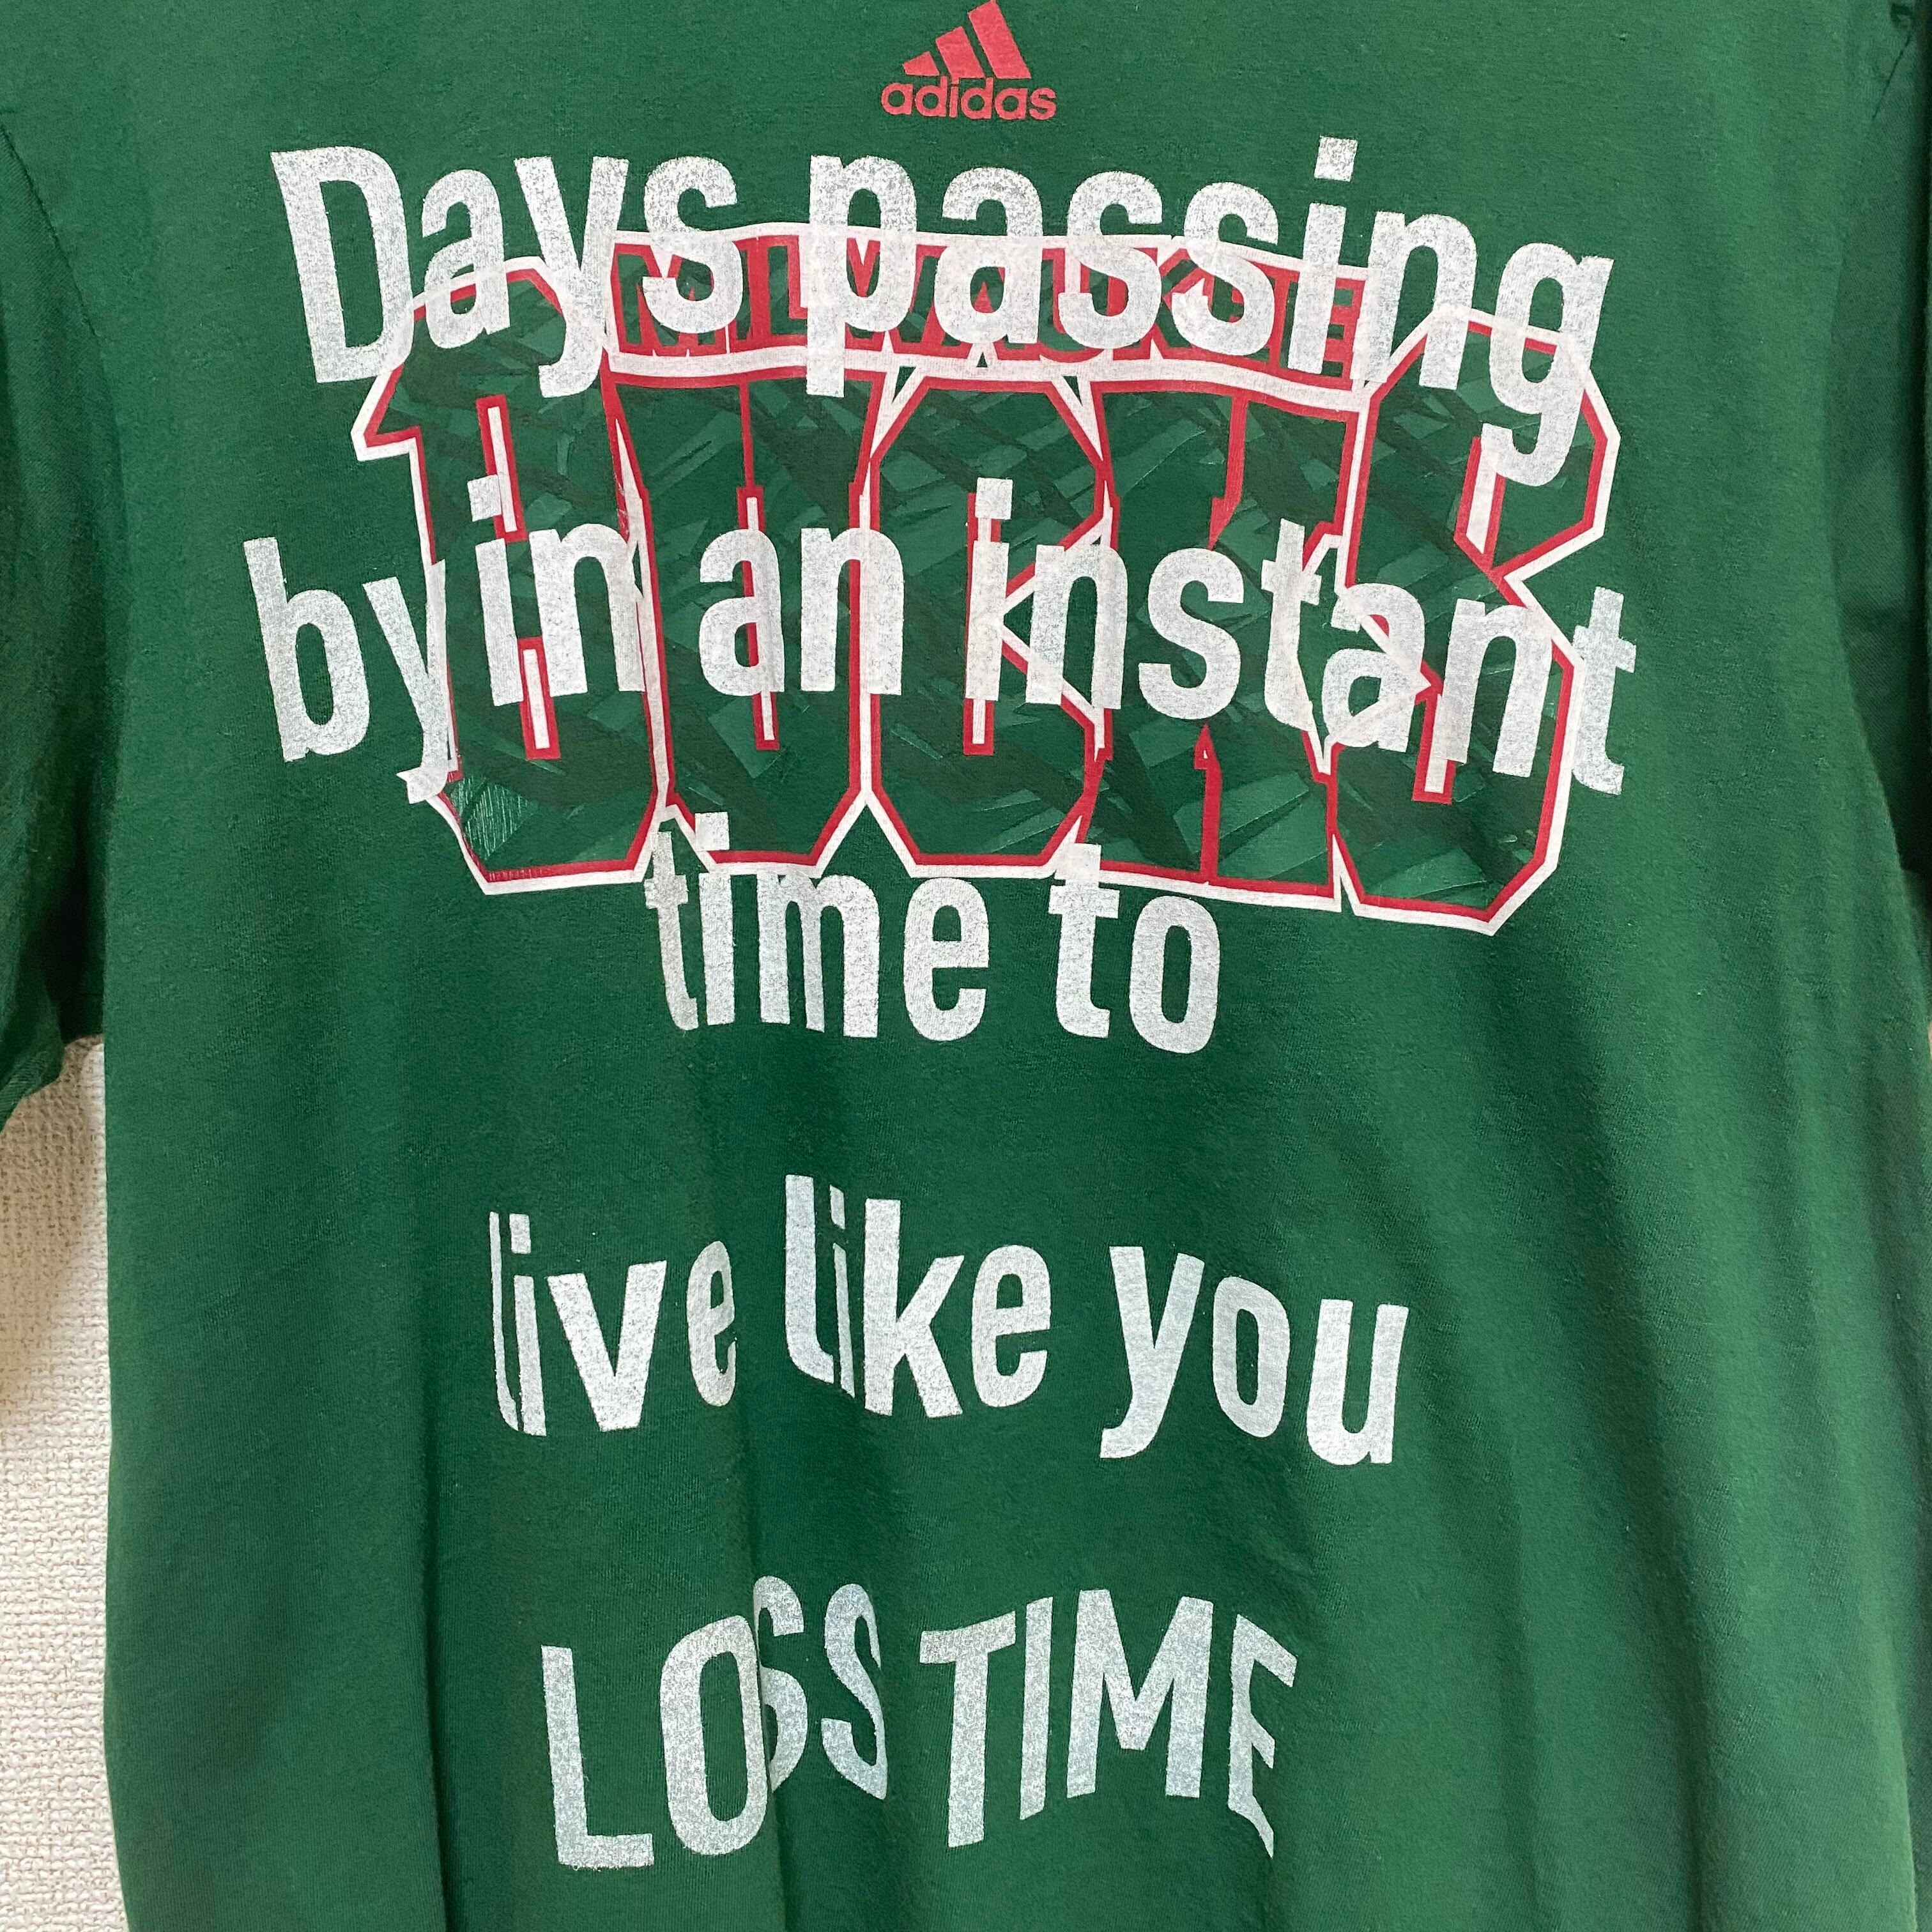 adidas
Days passing
MILWAUKEE
BUCKS
by in an instant
time to
live like you
LOSS TIME